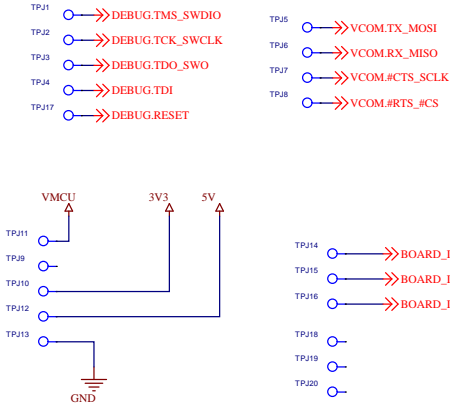 TPJ1
DEBUG.TMS_SWDIO
TPJ2
DEBUG.TCK_SWCLK
TPJ3
DEBUG.TDO_SWO
TPJ4
DEBUG.TDI
TPJ17
DEBUG.RESET
TPJ5
VCOM.TX_MOSI
TPJ6
VCOM.RX_MISO
TPJ7
VCOM.#CTS_SCLK
TPJ8
VCOM.#RTS_#CS
VMCU
3V3
5V
TPJ11
TPJ9
TPJ10
TPJ12
TPJ13
GND
TPJ14
BOARD_I
TPJ15
BOARD_I
TPJ16
BOARD_I
TPJ18
TPJ19
TPJ20